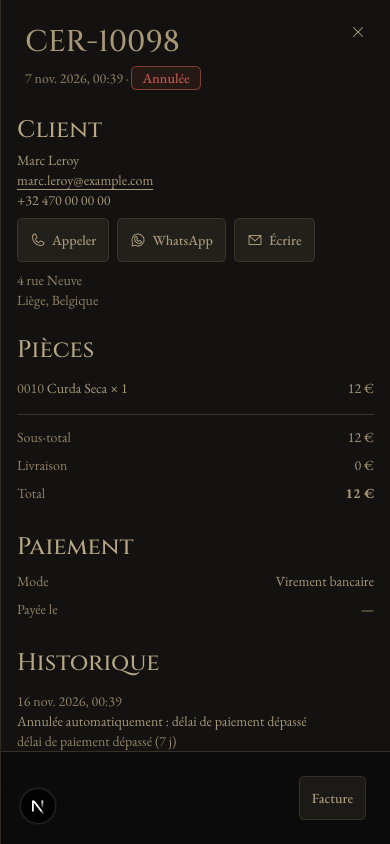 CER-10098
7 nov. 2026, 00:39 · Annulée
Client
Marc Leroy
marc.leroy@example.com
+32 470 00 00 00
Appeler WhatsApp Écrire
4 rue Neuve
Liège, Belgique
Pièces
0010 Curda Seca × 1 12 €
Sous-total 12 €
Livraison 0 €
Total 12 €
Paiement
Mode Virement bancaire
Payée le —
Historique
16 nov. 2026, 00:39
Annulée automatiquement : délai de paiement dépassé
délai de paiement dépassé (7 j)
N Facture